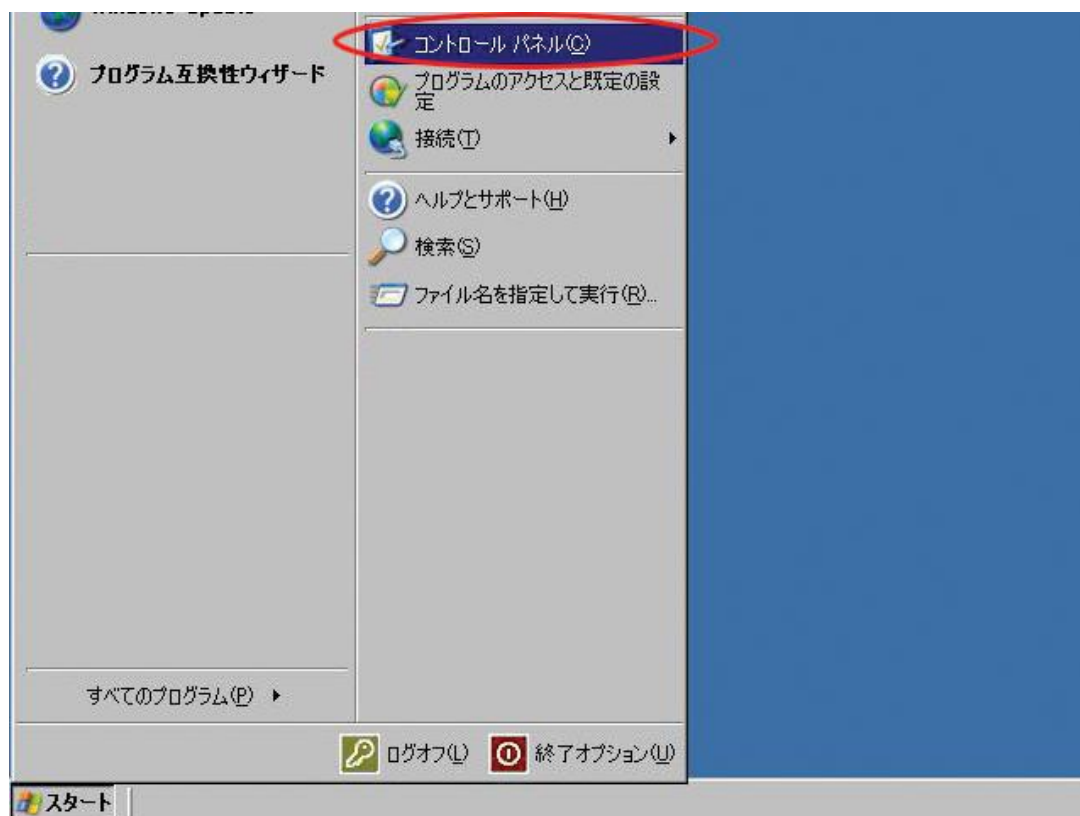 コントロール パネル(C)
プログラム互換性ウィザード
プログラムのアクセスと既定の設
定
接続(T)
ヘルプとサポート(H)
検索(S)
ファイル名を指定して実行(R)...
すべてのプログラム(P)
ログオフ(L)
終了オプション(U)
スタート